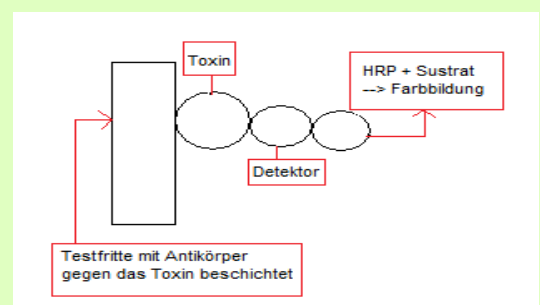 Toxin
HRP + Sustrat
--> Farbbildung
Detektor
Testfritte mit Antikörper
gegen das Toxin beschichtet